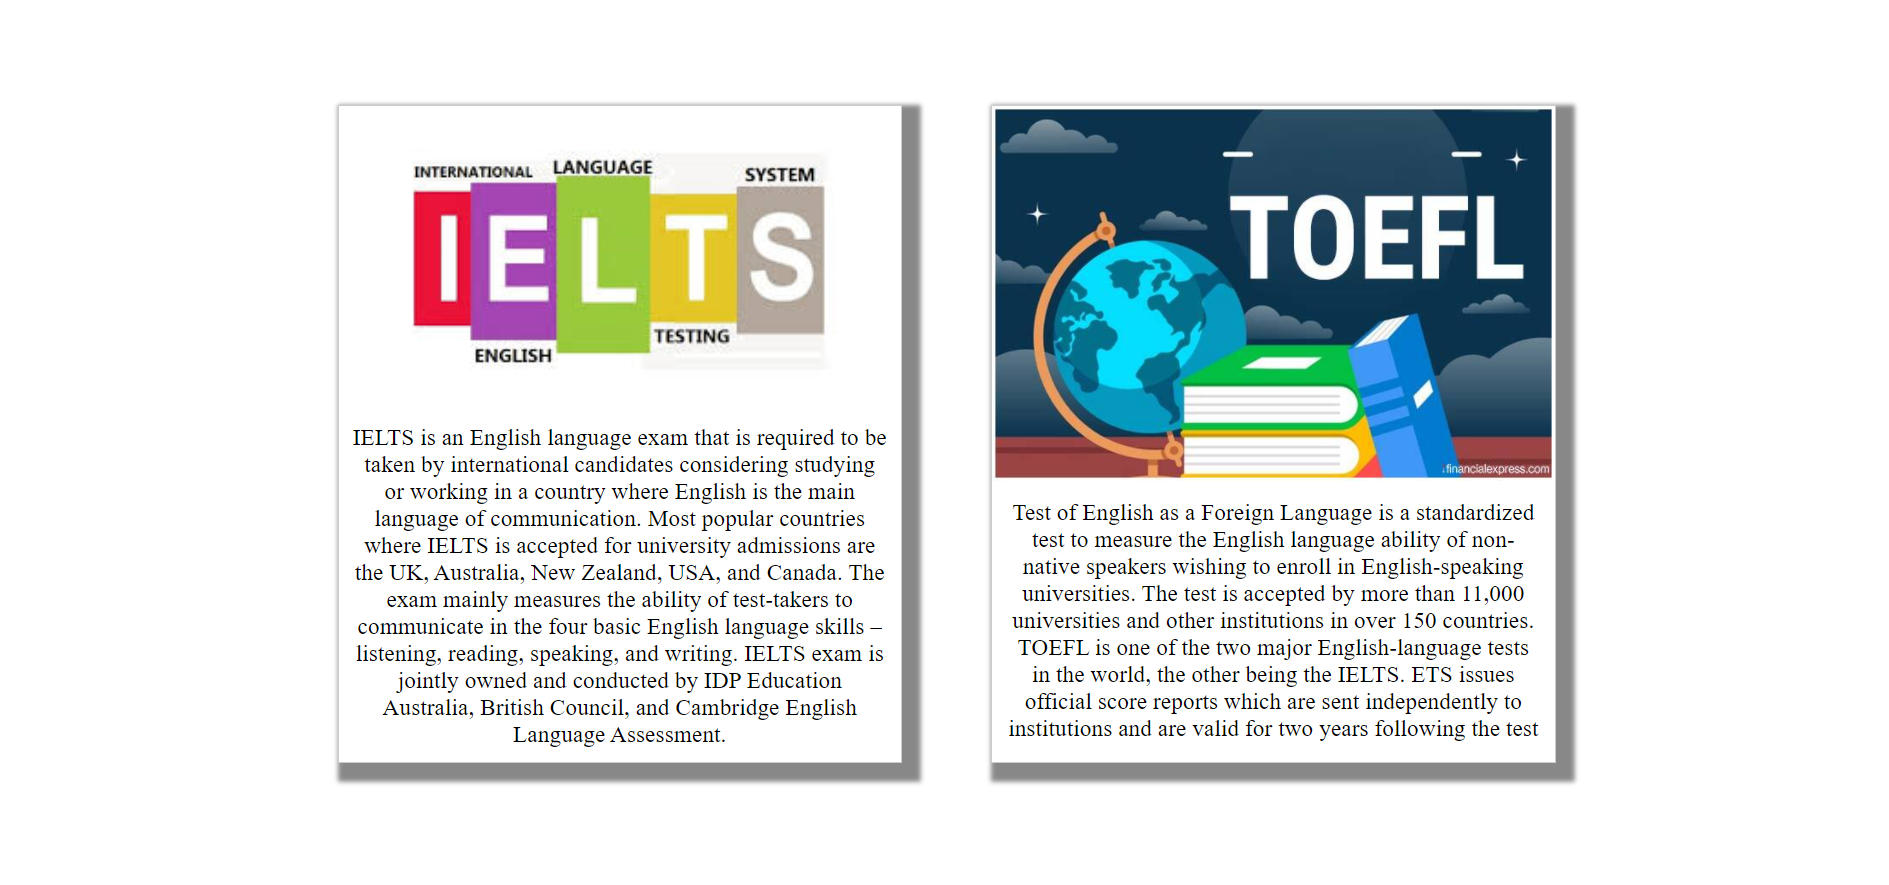 INTERNATIONAL LANGUAGE SYSTEM
IELTS
ENGLISH TESTING
IELTS is an English language exam that is required to be
taken by international candidates considering studying
or working in a country where English is the main
language of communication. Most popular countries
where IELTS is accepted for university admissions are
the UK, Australia, New Zealand, USA, and Canada. The
exam mainly measures the ability of test-takers to
communicate in the four basic English language skills –
listening, reading, speaking, and writing. IELTS exam is
jointly owned and conducted by IDP Education
Australia, British Council, and Cambridge English
Language Assessment.
TOEFL
financialexpress.com
Test of English as a Foreign Language is a standardized
test to measure the English language ability of non-
native speakers wishing to enroll in English-speaking
universities. The test is accepted by more than 11,000
universities and other institutions in over 150 countries.
TOEFL is one of the two major English-language tests
in the world, the other being the IELTS. ETS issues
official score reports which are sent independently to
institutions and are valid for two years following the test